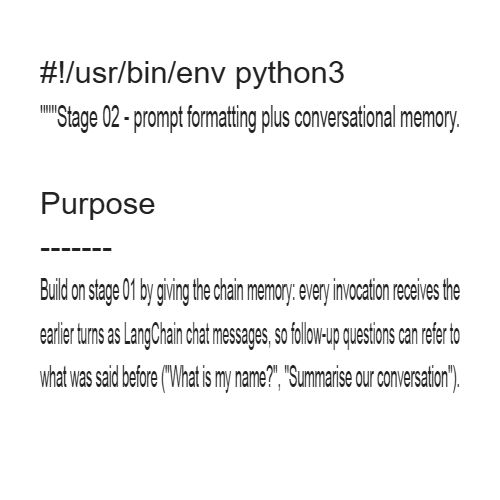 #!/usr/bin/env python3
"""Stage 02 - prompt formatting plus conversational memory.
Purpose
-------
Build on stage 01 by giving the chain memory: every invocation receives the
earlier turns as LangChain chat messages, so follow-up questions can refer to
what was said before ("What is my name?", "Summarise our conversation").